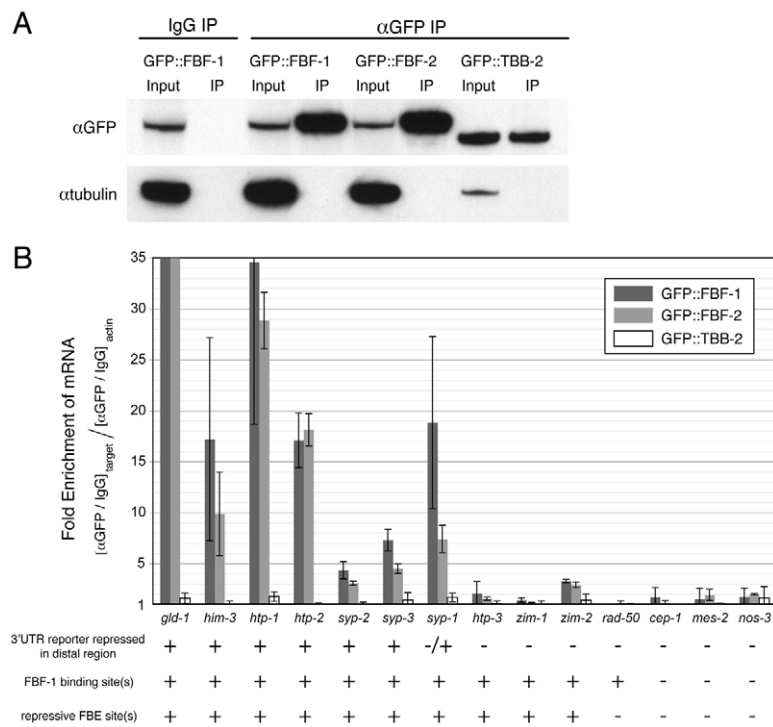 A
IgG IP αGFP IP
GFP::FBF-1 GFP::FBF-1 GFP::FBF-2 GFP::TBB-2
Input IP Input IP Input IP Input IP
αGFP
αtubulin
B
Fold Enrichment of mRNA
[αGFP / IgG] target / [αGFP / IgG] actin
35
30
25
20
15
10
5
1
GFP::FBF-1
GFP::FBF-2
GFP::TBB-2
gld-1 him-3 htp-1 htp-2 syp-2 syp-3 syp-1 htp-3 zim-1 zim-2 rad-50 cep-1 mes-2 nos-3
3'UTR reporter repressed
in distal region + + + + + + -/+ - - - - - - -
FBF-1 binding site(s) + + + + + + + + + + + - - -
repressive FBE site(s) + + + + + + + + + + - - - -